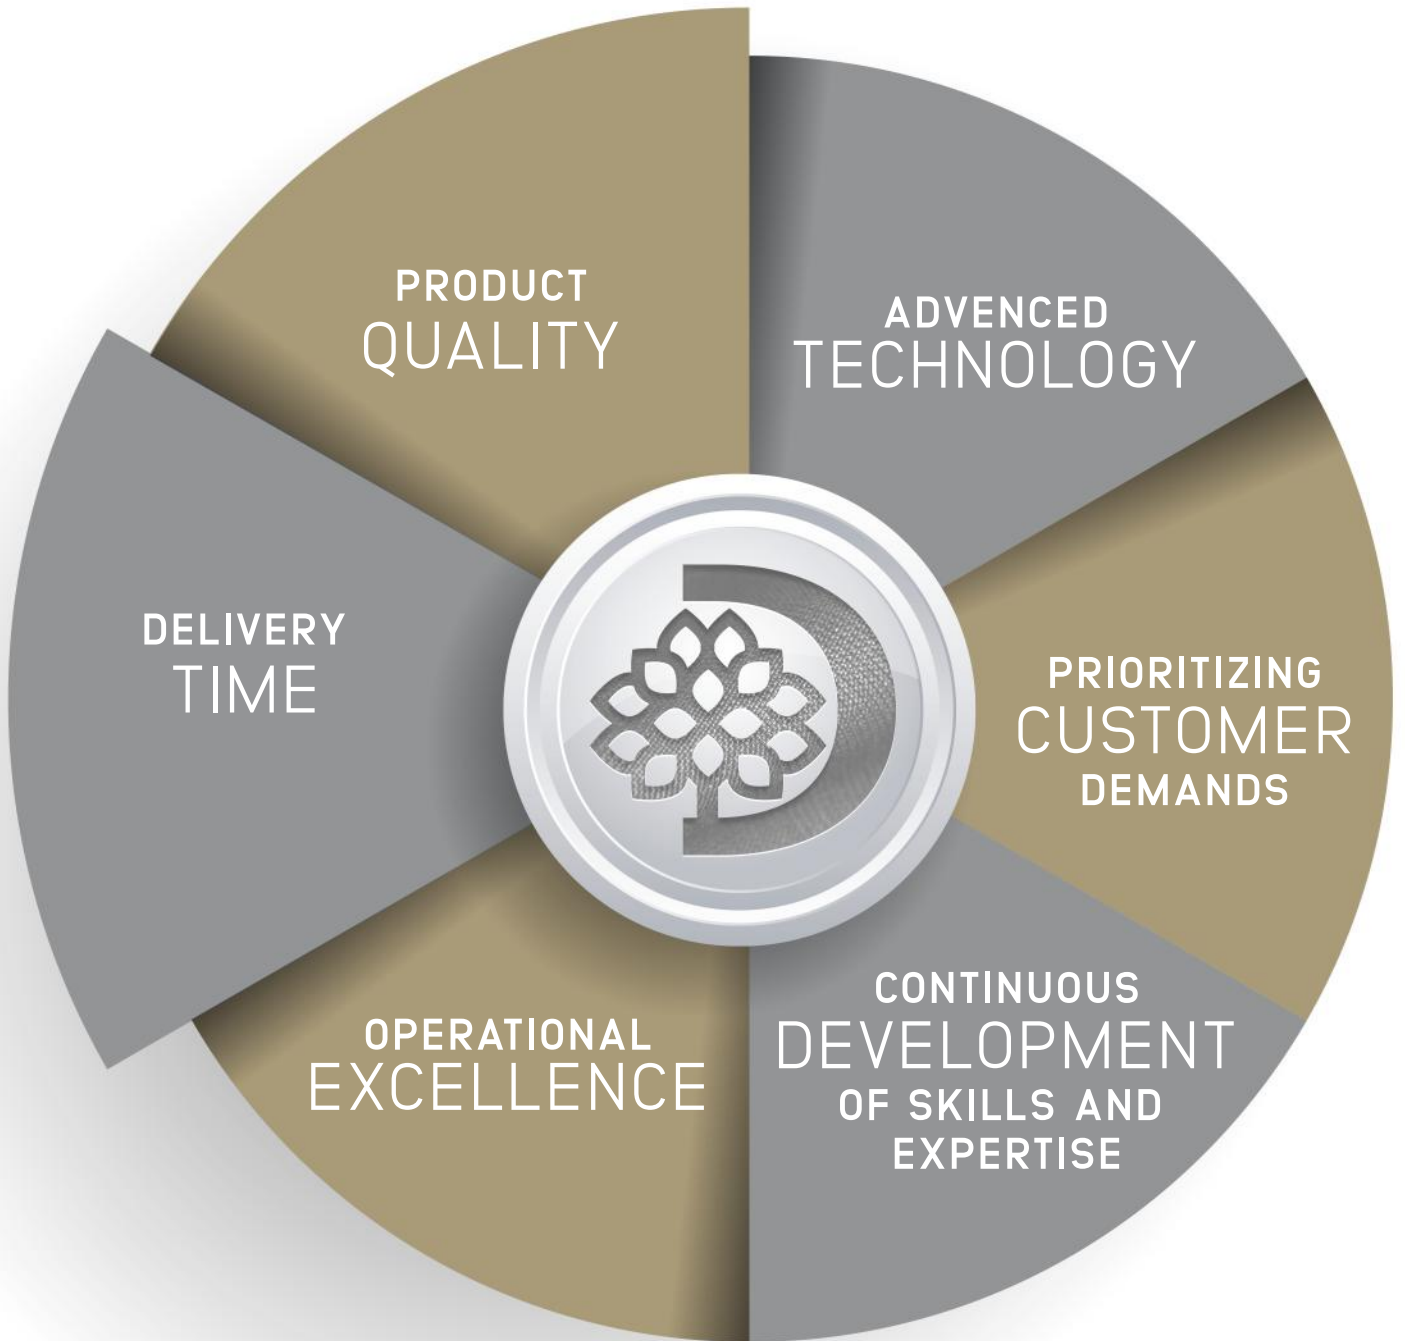 PRODUCT
QUALITY
ADVENCED
TECHNOLOGY
DELIVERY
TIME
PRIORITIZING
CUSTOMER
DEMANDS
OPERATIONAL
EXCELLENCE
CONTINUOUS
DEVELOPMENT
OF SKILLS AND
EXPERTISE